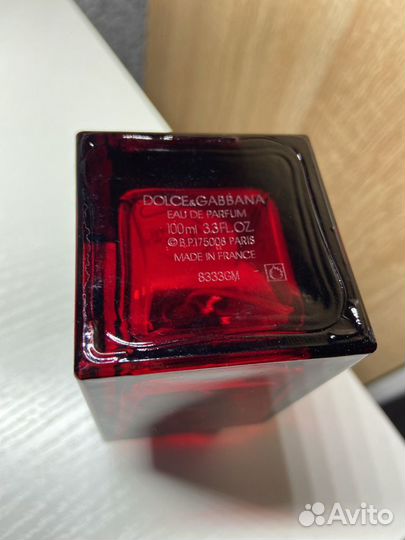 DOLCE&GABBANA
EAU DE PARFUM
100ml 3.3FL.OZ.
©B.P.175008 PARIS
MADE IN FRANCE
8333GM
Avito